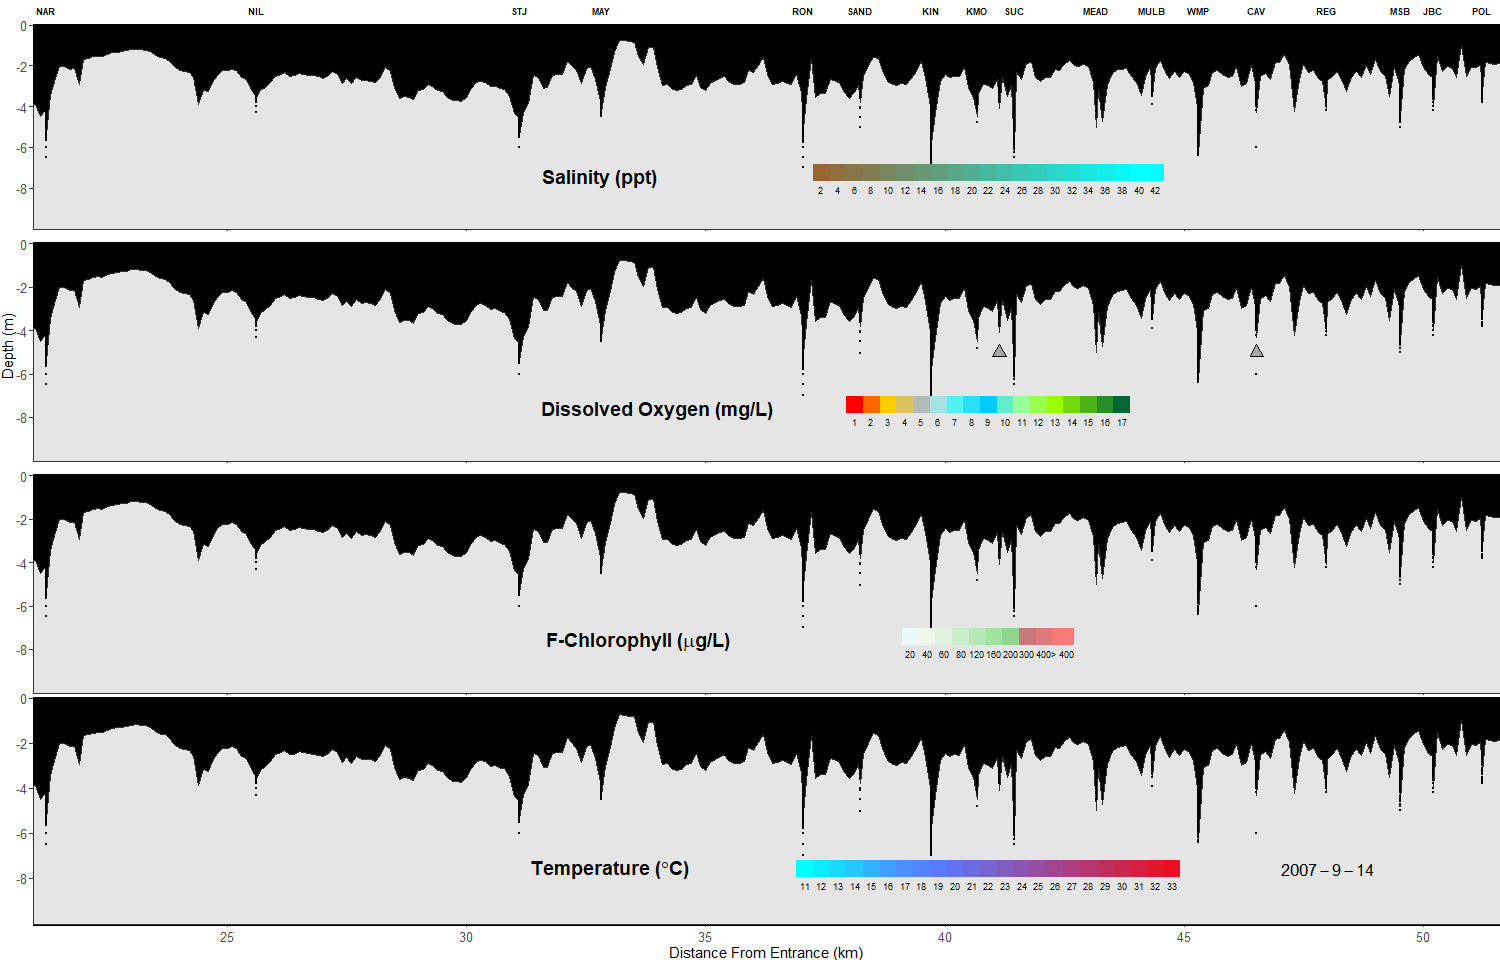 NAR NIL STJ MAY RON SAND KIN KMO SUC MEAD MULB WMP CAV REG MSB JBC POL
0
-2
-4
-6
-8
Salinity (ppt)
2 4 6 8 10 12 14 16 18 20 22 24 26 28 30 32 34 36 38 40 42
0
-2
-4
-6
-8
Depth (m)
Dissolved Oxygen (mg/L)
1 2 3 4 5 6 7 8 9 10 11 12 13 14 15 16 17
0
-2
-4
-6
-8
F-Chlorophyll (μg/L)
20 40 60 80 120 160 200 300 400> 400
0
-2
-4
-6
-8
Temperature (°C)
11 12 13 14 15 16 17 18 19 20 21 22 23 24 25 26 27 28 29 30 31 32 33
2007 – 9 – 14
25 30 35 40 45 50
Distance From Entrance (km)